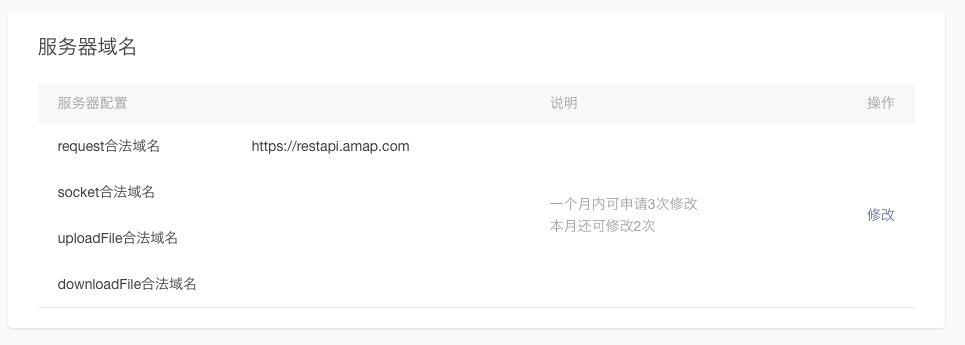 服务器域名
服务器配置 说明 操作
request合法域名 https://restapi.amap.com
socket合法域名
一个月内可申请3次修改
本月还可修改2次
修改
uploadFile合法域名
downloadFile合法域名